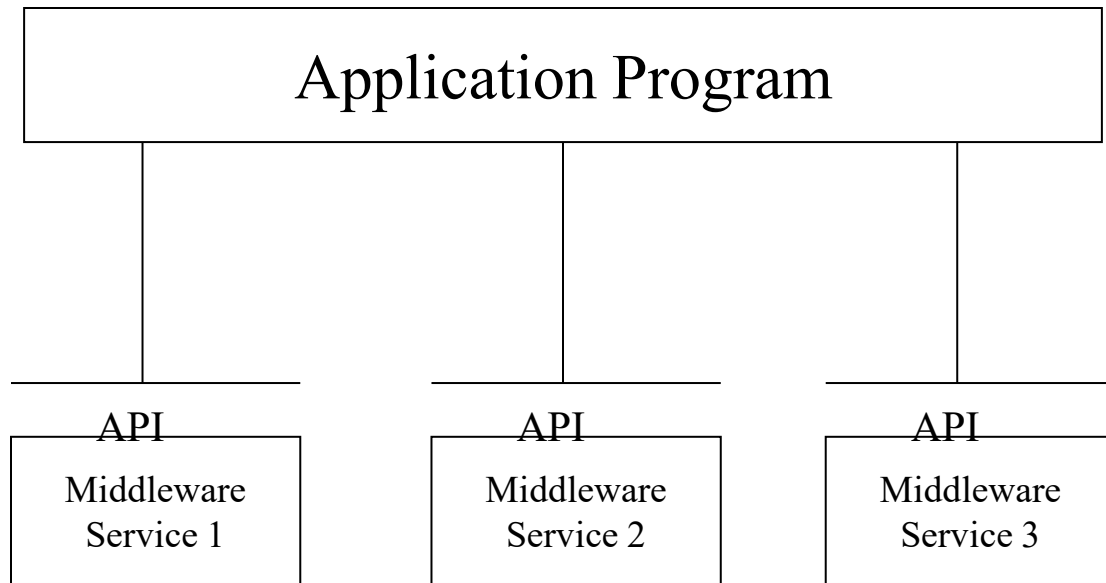 Application Program
API API API
Middleware Middleware Middleware
Service 1 Service 2 Service 3